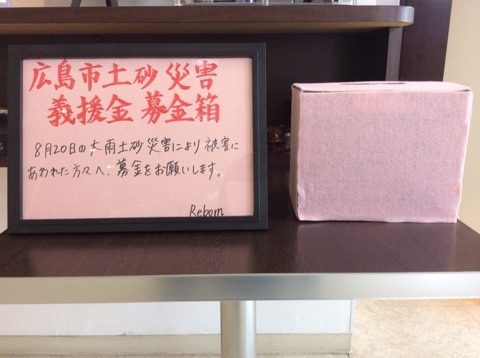 広島市土砂災害
義援金 募金箱
8月20日の大雨土砂災害により被害に
あわれた方々へ、募金をお願いします。
Reborn